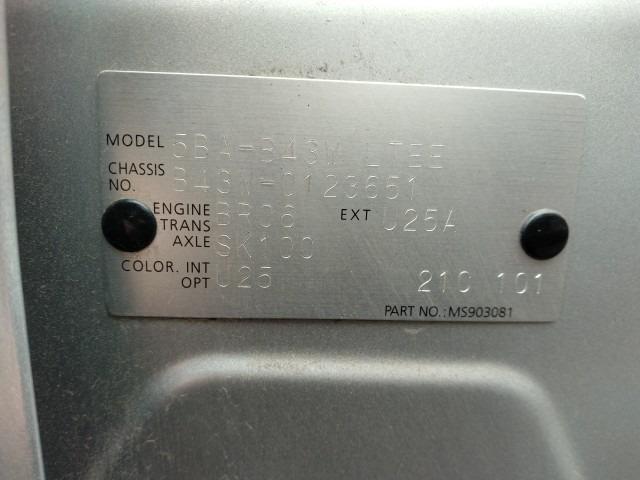 MODEL 5BA-B43W LTEE
CHASSIS NO. B43W-0123651
ENGINE BR06 EXT U25A
TRANS
AXLE SK100
COLOR. INT U25
OPT 210 101
PART NO.:MS903081